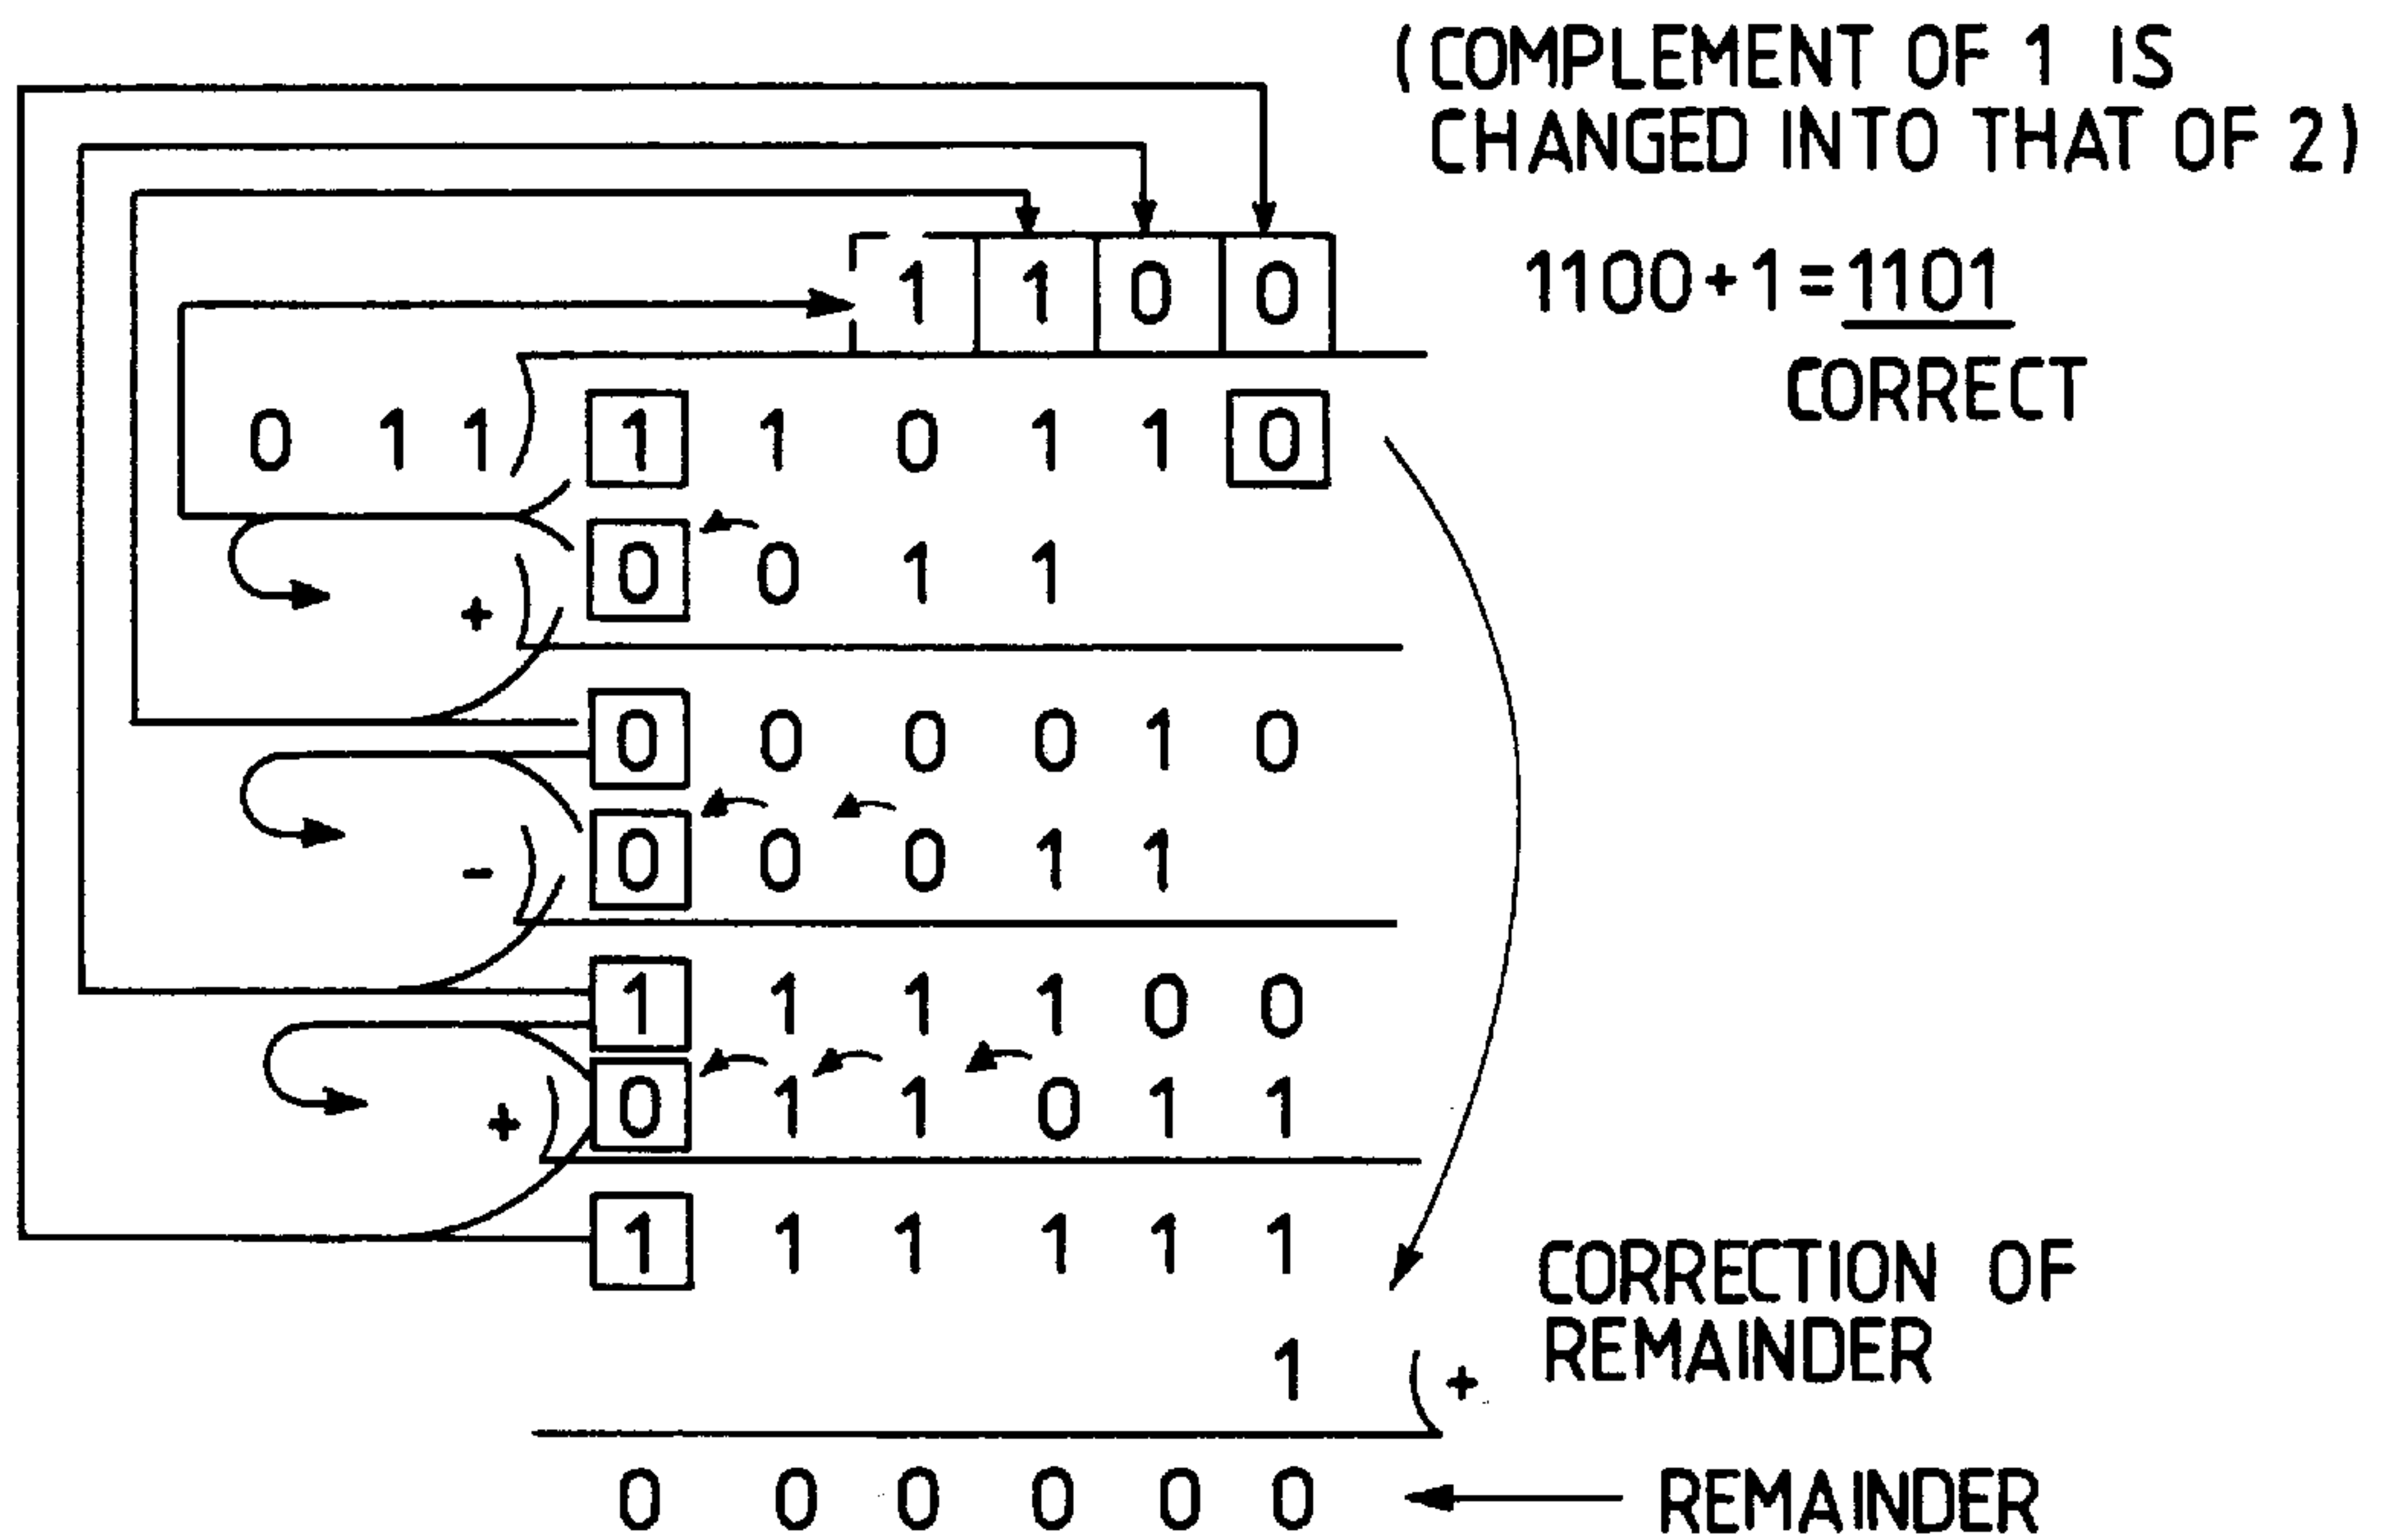 (COMPLEMENT OF 1 IS
CHANGED INTO THAT OF 2)
1 1 0 0
1100+1=1101
CORRECT
0 1 1 ) 1 1 0 1 1 0
0 0 1 1
+ )
0 0 0 0 1 0
0 0 0 1 1
- )
1 1 1 1 0 0
0 1 1 0 1 1
+ )
1 1 1 1 1 1
CORRECTION OF
REMAINDER
1 ( +
0 0 0 0 0 0
REMAINDER